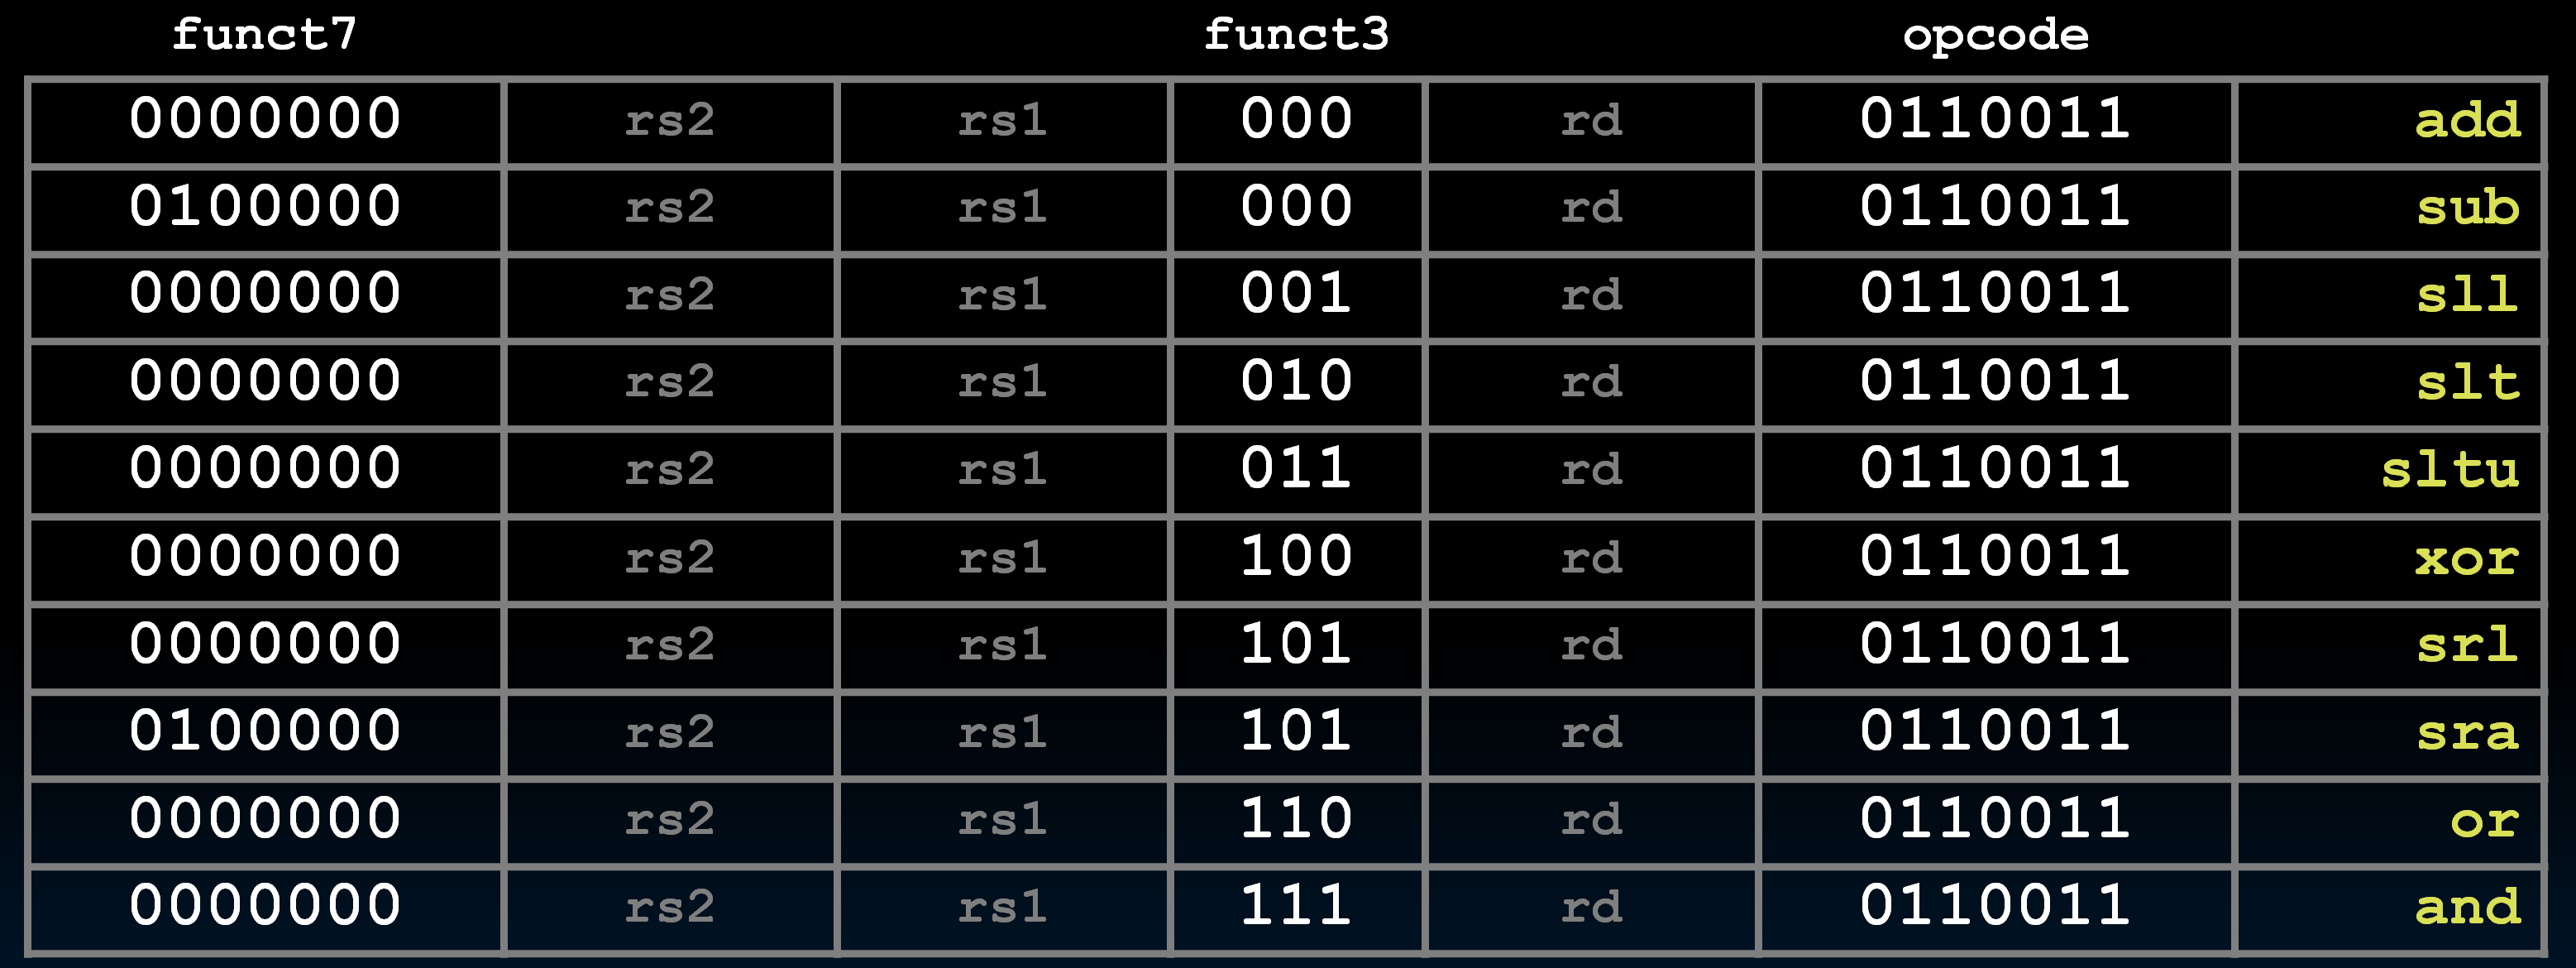 funct7 funct3 opcode
0000000 rs2 rs1 000 rd 0110011 add
0100000 rs2 rs1 000 rd 0110011 sub
0000000 rs2 rs1 001 rd 0110011 sll
0000000 rs2 rs1 010 rd 0110011 slt
0000000 rs2 rs1 011 rd 0110011 sltu
0000000 rs2 rs1 100 rd 0110011 xor
0000000 rs2 rs1 101 rd 0110011 srl
0100000 rs2 rs1 101 rd 0110011 sra
0000000 rs2 rs1 110 rd 0110011 or
0000000 rs2 rs1 111 rd 0110011 and